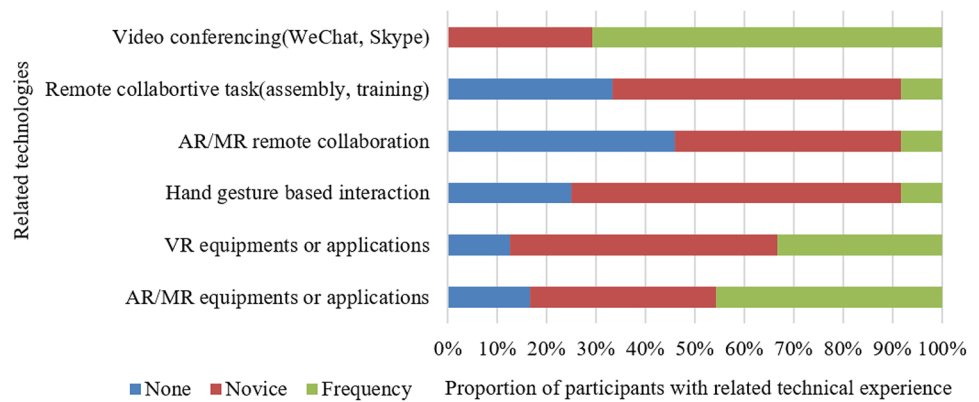 Video conferencing(WeChat, Skype)
Remote collabortive task(assembly, training)
AR/MR remote collaboration
Hand gesture based interaction
VR equipments or applications
AR/MR equipments or applications
Related technologies
0% 10% 20% 30% 40% 50% 60% 70% 80% 90% 100%
None Novice Frequency
Proportion of participants with related technical experience